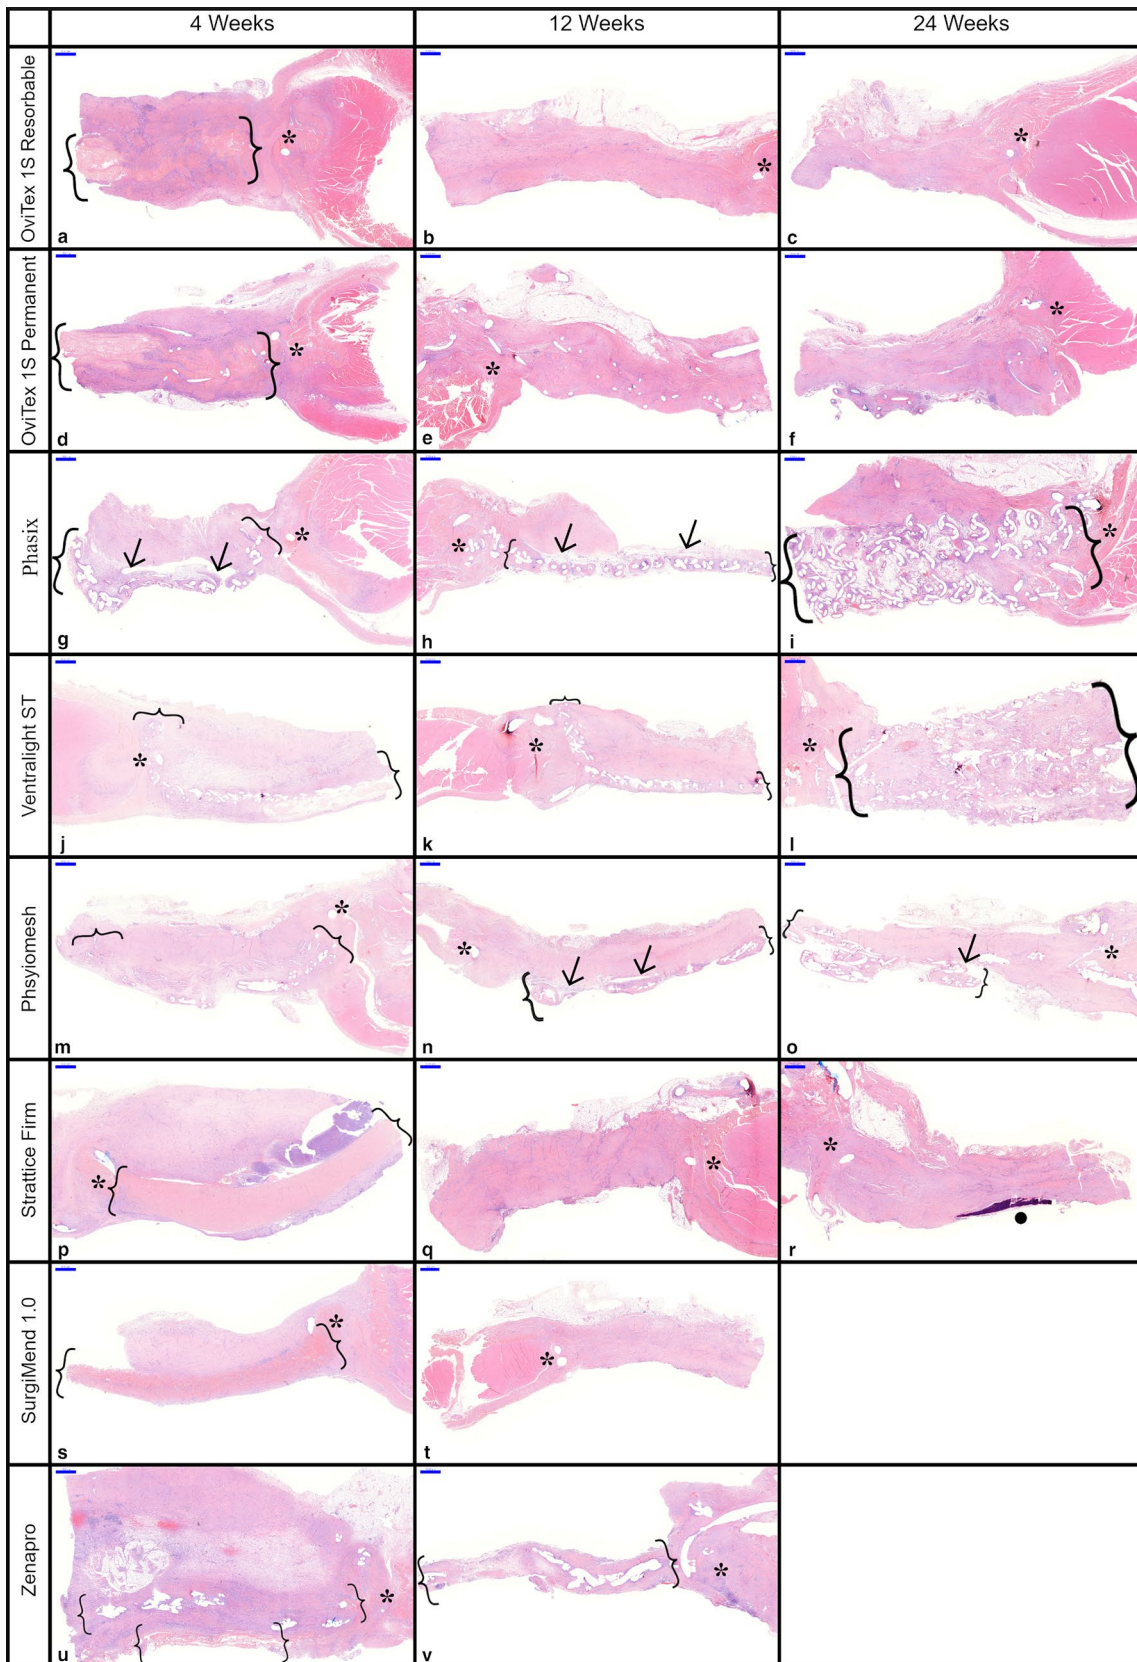 4 Weeks 12 Weeks 24 Weeks
OviTex 1S Resorbable
a b c
OviTex 1S Permanent
* * *
d e f
Phasix
* * *
g h i
Ventralight ST
* * *
j k l
Phsyiomesh
* * *
m n o
Strattice Firm
* * *
p q r
SurgiMend 1.0
* *
s t
Zenapro
* *
u v